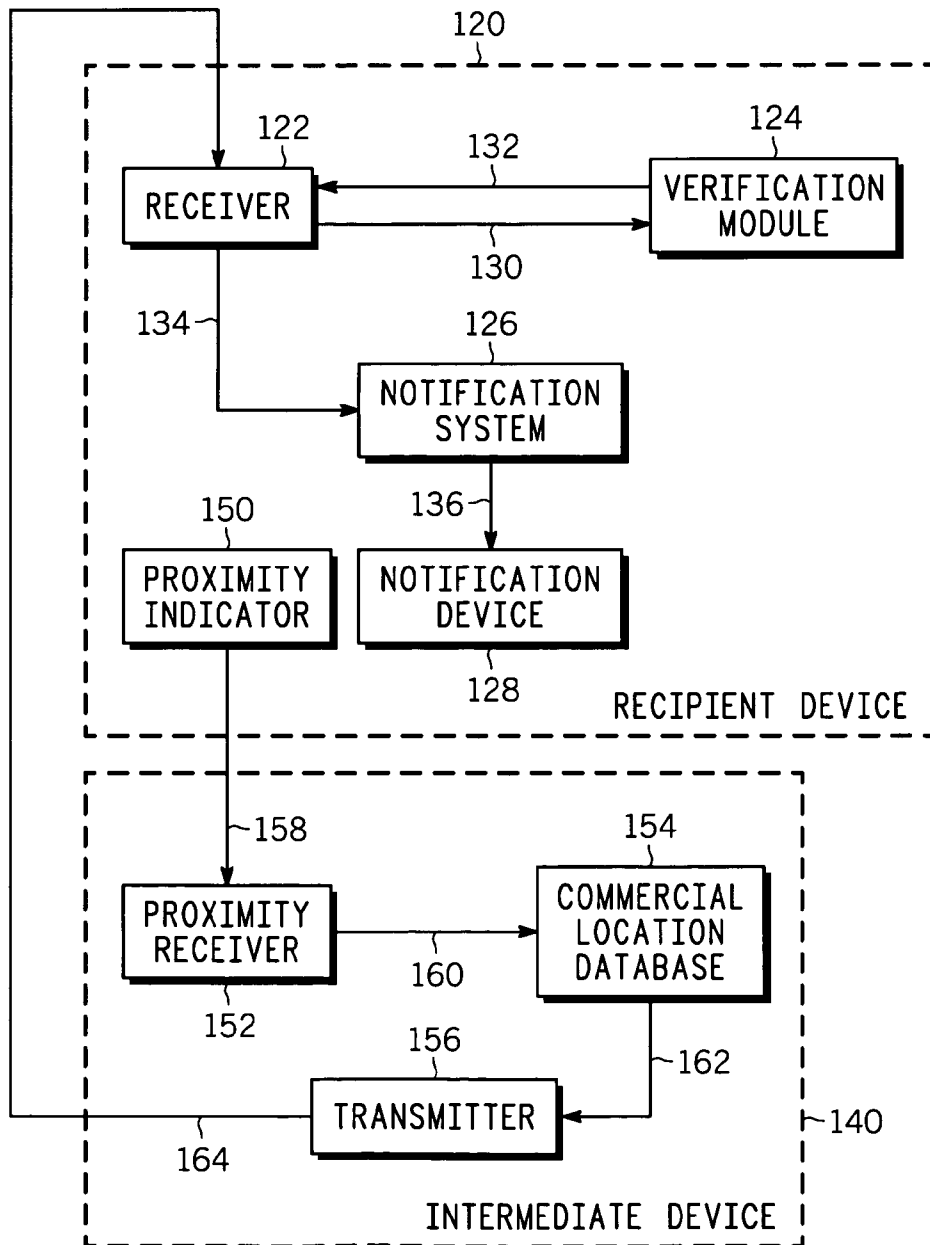 120
122
124
132
RECEIVER
VERIFICATION
MODULE
130
134
126
NOTIFICATION
SYSTEM
136
150
PROXIMITY
INDICATOR
NOTIFICATION
DEVICE
128
RECIPIENT DEVICE
158
154
PROXIMITY
RECEIVER
COMMERCIAL
LOCATION
DATABASE
160
152
156
162
TRANSMITTER
140
164
INTERMEDIATE DEVICE